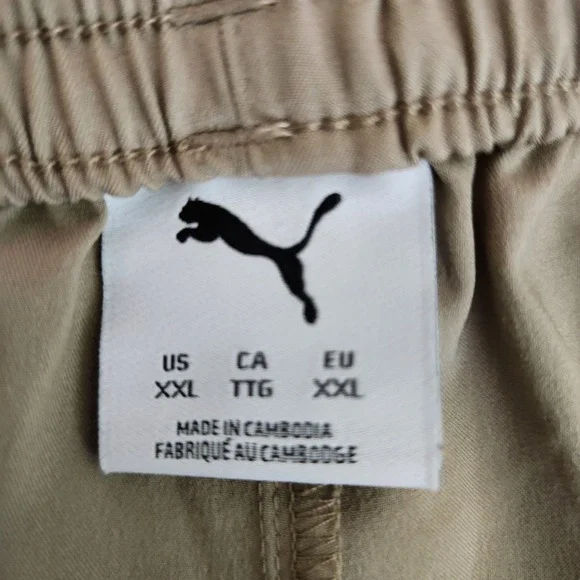 US CA EU
XXL TTG XXL
MADE IN CAMBODIA
FABRIQUÉ AU CAMBODGE